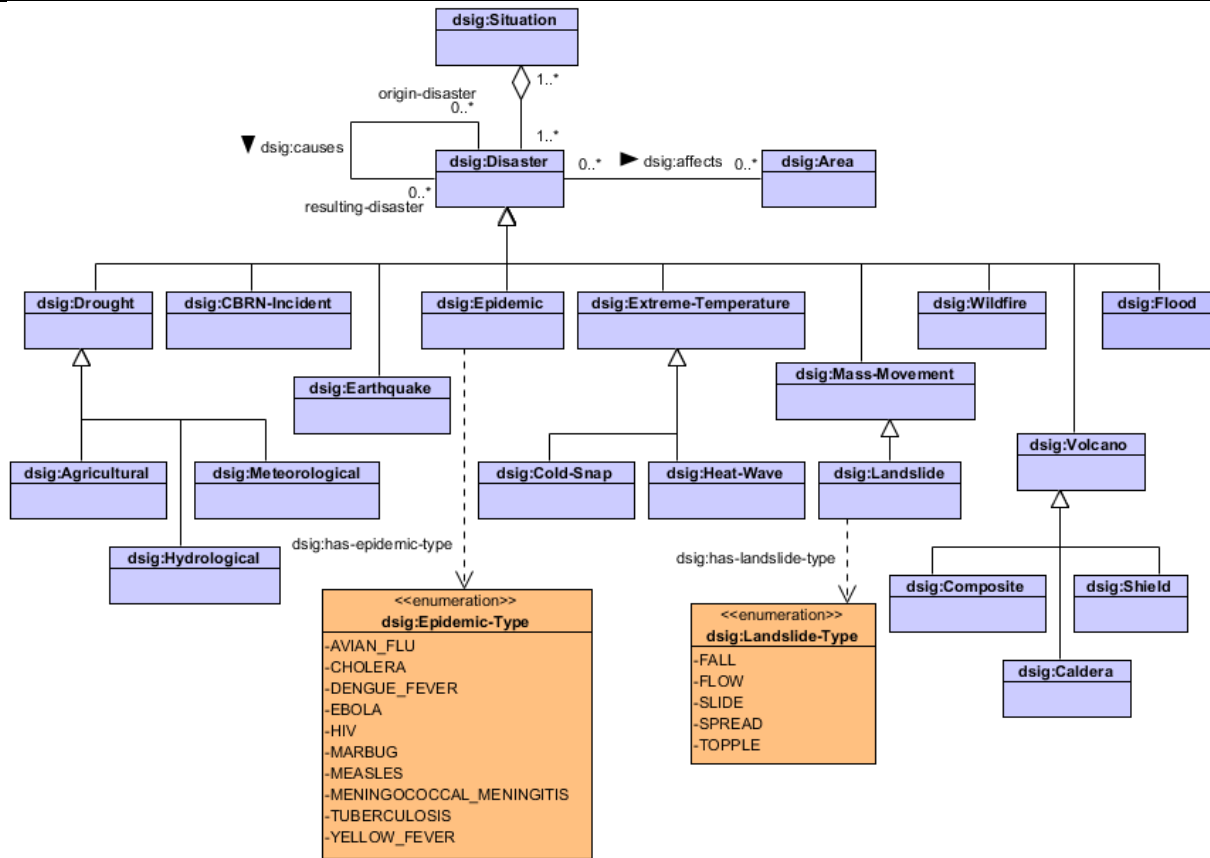 dsig:Situation
1..*
origin-disaster
0..*
1..*
dsig:causes
dsig:Disaster
0..*
dsig:affects
0..*
dsig:Area
0..*
resulting-disaster
dsig:Drought
dsig:CBRN-Incident
dsig:Epidemic
dsig:Extreme-Temperature
dsig:Wildfire
dsig:Flood
dsig:Earthquake
dsig:Mass-Movement
dsig:Volcano
dsig:Agricultural
dsig:Meteorological
dsig:Cold-Snap
dsig:Heat-Wave
dsig:Landslide
dsig:Hydrological
dsig:has-epidemic-type
dsig:has-landslide-type
dsig:Composite
dsig:Shield
dsig:Caldera
<<enumeration>>
dsig:Epidemic-Type
-AVIAN_FLU
-CHOLERA
-DENGUE_FEVER
-EBOLA
-HIV
-MARBUG
-MEASLES
-MENINGOCOCCAL_MENINGITIS
-TUBERCULOSIS
-YELLOW_FEVER
<<enumeration>>
dsig:Landslide-Type
-FALL
-FLOW
-SLIDE
-SPREAD
-TOPPLE